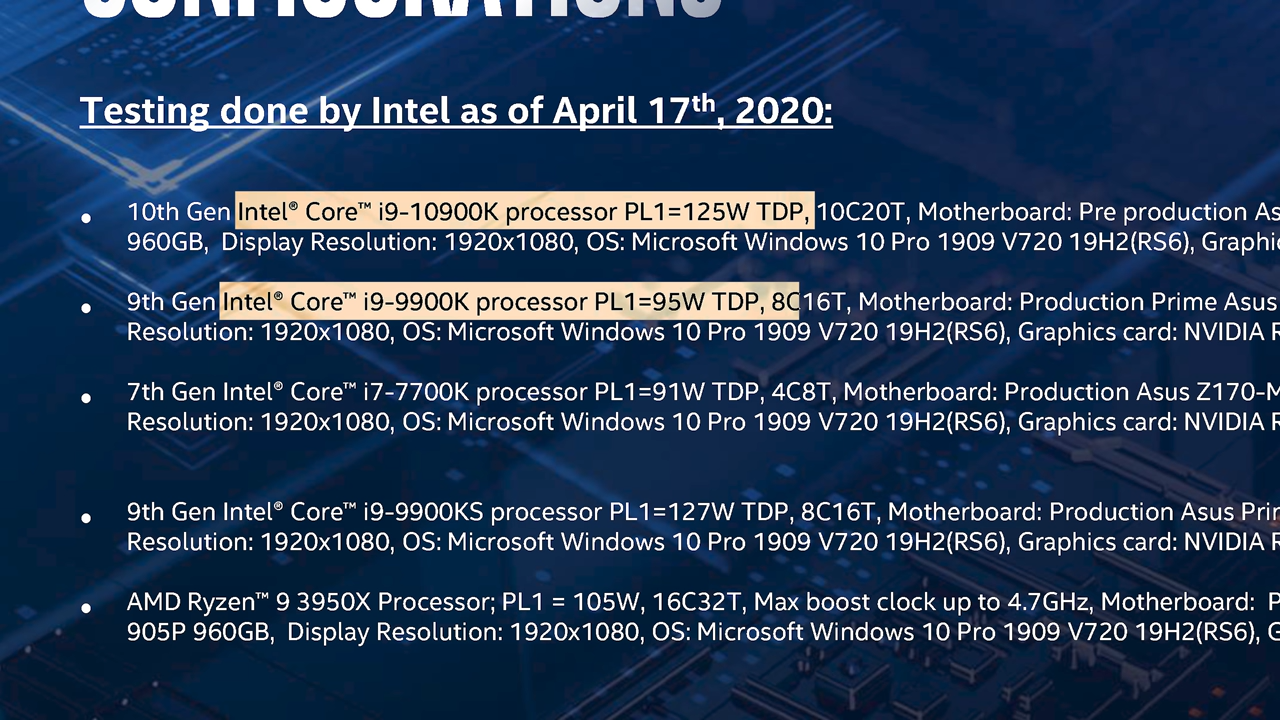 CONFIGURATIONS
Testing done by Intel as of April 17th, 2020:
• 10th Gen Intel® Core™ i9-10900K processor PL1=125W TDP, 10C20T, Motherboard: Pre production
960GB, Display Resolution: 1920x1080, OS: Microsoft Windows 10 Pro 1909 V720 19H2(RS6),
• 9th Gen Intel® Core™ i9-9900K processor PL1=95W TDP, 8C16T, Motherboard: Production Prime Asus
Resolution: 1920x1080, OS: Microsoft Windows 10 Pro 1909 V720 19H2(RS6), Graphics card: NVIDIA
• 7th Gen Intel® Core™ i7-7700K processor PL1=91W TDP, 4C8T, Motherboard: Production Asus Z170-M
Resolution: 1920x1080, OS: Microsoft Windows 10 Pro 1909 V720 19H2(RS6), Graphics card: NVIDIA
• 9th Gen Intel® Core™ i9-9900KS processor PL1=127W TDP, 8C16T, Motherboard: Production Asus
Resolution: 1920x1080, OS: Microsoft Windows 10 Pro 1909 V720 19H2(RS6), Graphics card: NVIDIA
• AMD Ryzen™ 9 3950X Processor; PL1 = 105W, 16C32T, Max boost clock up to 4.7GHz, Motherboard:
905P 960GB, Display Resolution: 1920x1080, OS: Microsoft Windows 10 Pro 1909 V720 19H2(RS6),